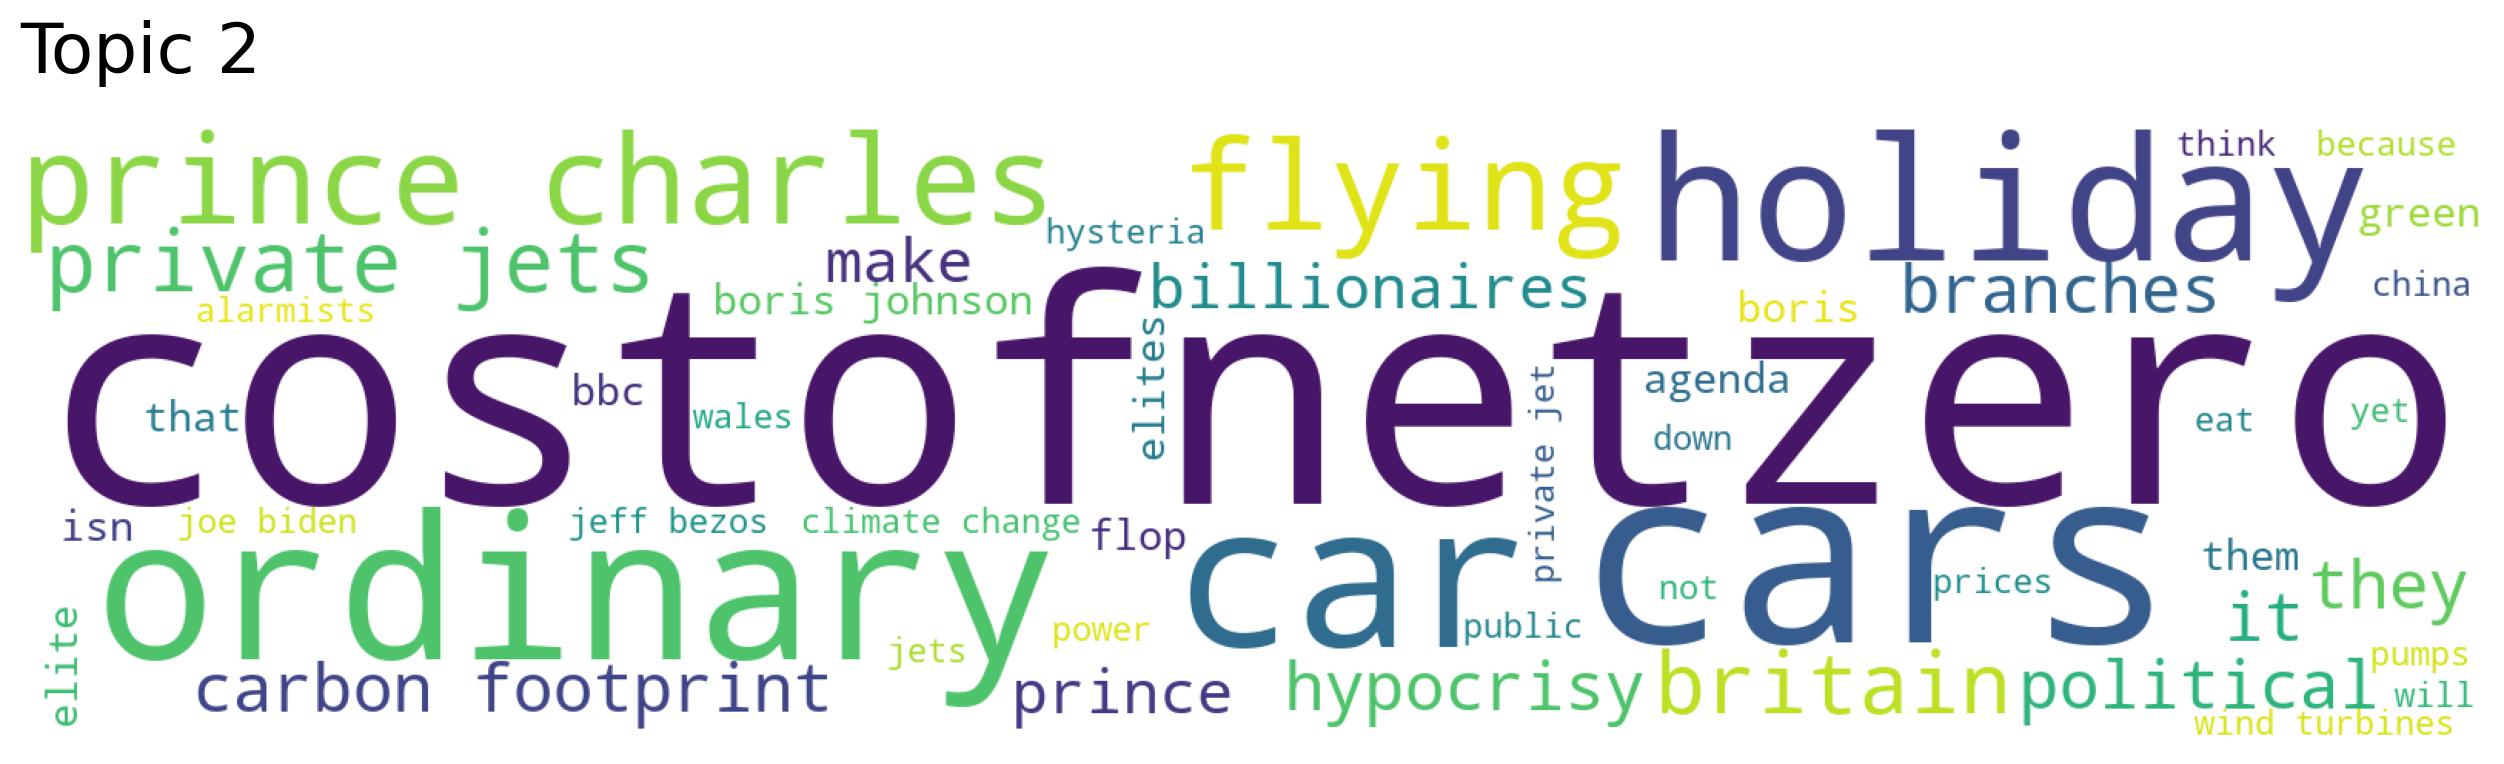 Topic 2
prince charles
flying
holiday
think
because
hysteria
green
private jets
make
billionaires
branches
china
alarmists
boris johnson
boris
costofnetzero
elites
bbc
that
wales
private jet
agenda
down
eat
yet
isn
joe biden
jeff bezos
climate change
flop
ordinary
car
cars
them
they
not
prices
it
public
power
jets
elite
carbon footprint
prince
hypocrisy
britain
political
pumps
will
wind turbines